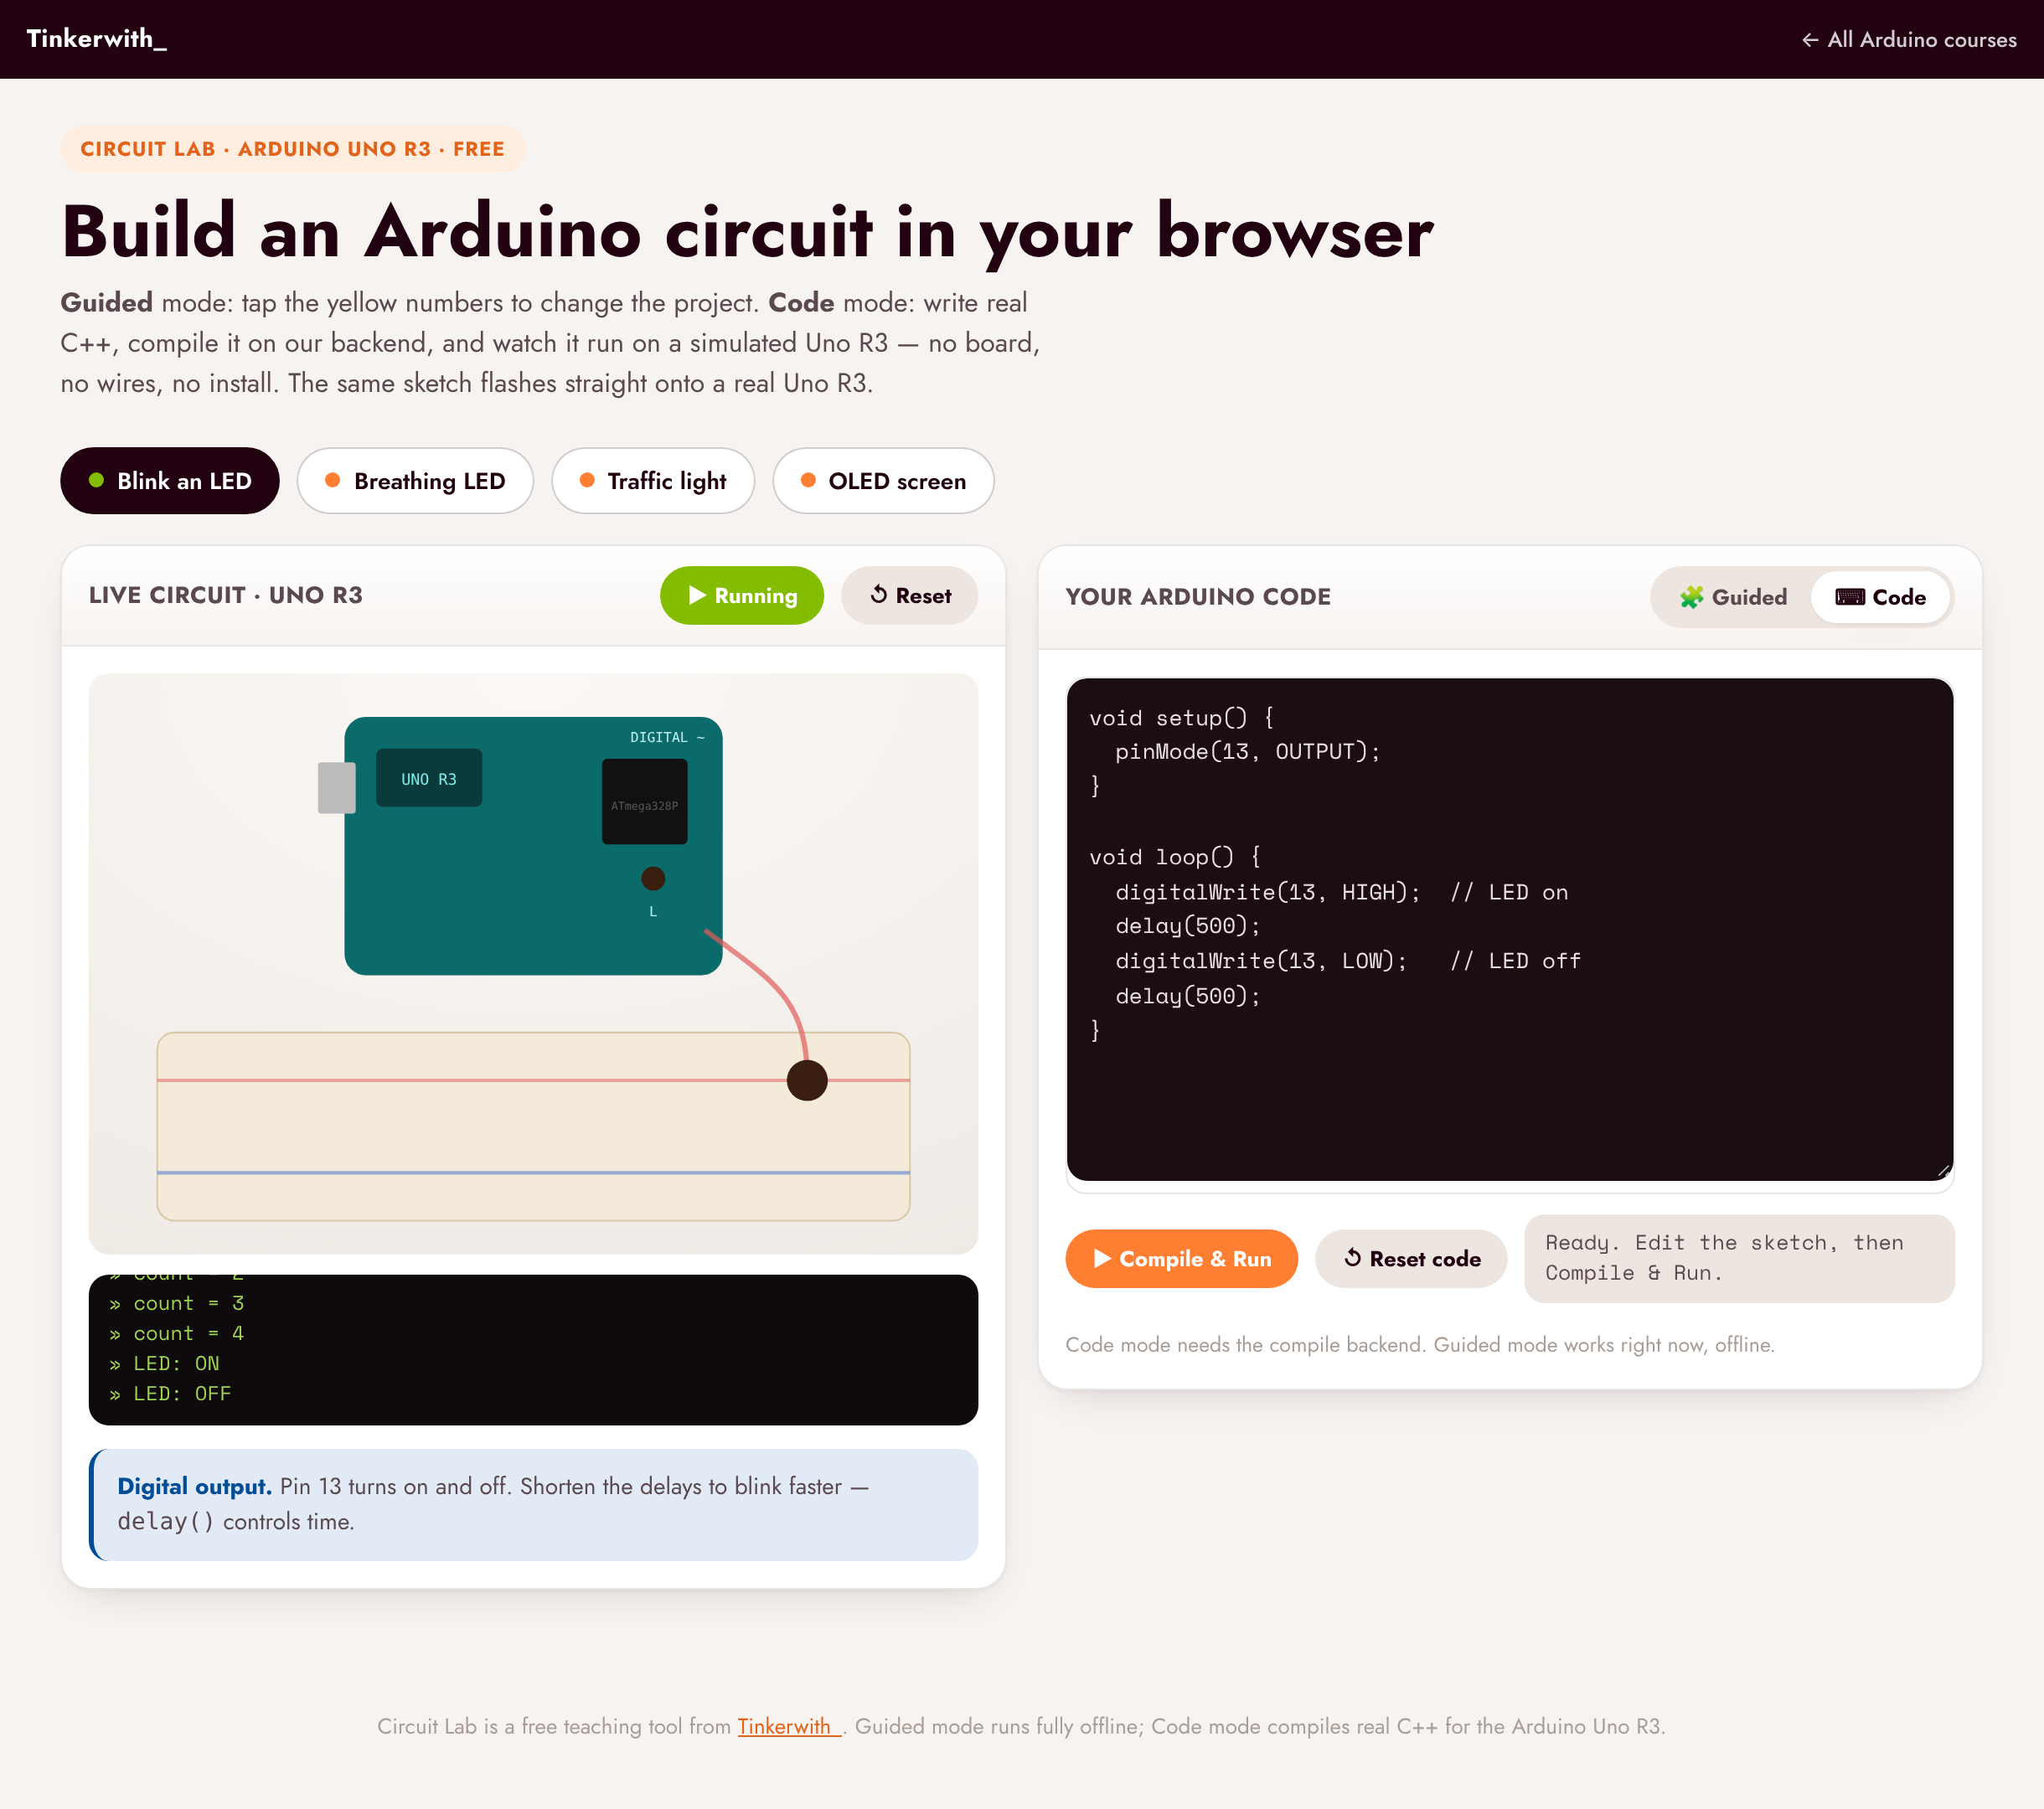 Tinkerwith_
← All Arduino courses
CIRCUIT LAB · ARDUINO UNO R3 · FREE
Build an Arduino circuit in your browser
Guided mode: tap the yellow numbers to change the project. Code mode: write real
C++, compile it on our backend, and watch it run on a simulated Uno R3 — no board,
no wires, no install. The same sketch flashes straight onto a real Uno R3.
Blink an LED
Breathing LED
Traffic light
OLED screen
LIVE CIRCUIT · UNO R3
▶ Running
↺ Reset
DIGITAL ~
UNO R3
ATmega328P
L
» count = 2
» count = 3
» count = 4
» LED: ON
» LED: OFF
Digital output. Pin 13 turns on and off. Shorten the delays to blink faster —
delay() controls time.
YOUR ARDUINO CODE
🧩 Guided
⌨ Code
void setup() {
  pinMode(13, OUTPUT);
}

void loop() {
  digitalWrite(13, HIGH);  // LED on
  delay(500);
  digitalWrite(13, LOW);   // LED off
  delay(500);
}
▶ Compile & Run
↺ Reset code
Ready. Edit the sketch, then
Compile & Run.
Code mode needs the compile backend. Guided mode works right now, offline.
Circuit Lab is a free teaching tool from Tinkerwith_. Guided mode runs fully offline; Code mode compiles real C++ for the Arduino Uno R3.